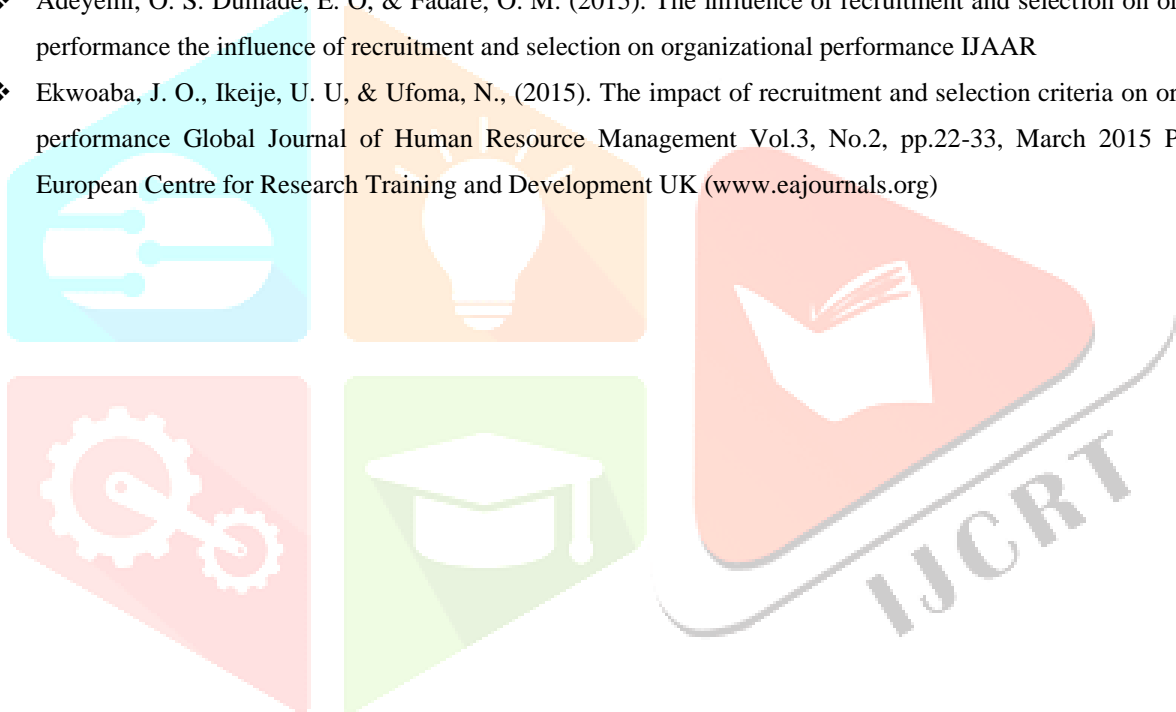 ❖ Adeyemi, O. S. Dumade, E. O, & Fadare, O. M. (2015). The influence of recruitment and selection on or
performance the influence of recruitment and selection on organizational performance IJAAR
❖ Ekwoaba, J. O., Ikeije, U. U, & Ufoma, N., (2015). The impact of recruitment and selection criteria on or
performance Global Journal of Human Resource Management Vol.3, No.2, pp.22-33, March 2015 P
European Centre for Research Training and Development UK (www.eajournals.org)
IJCRT